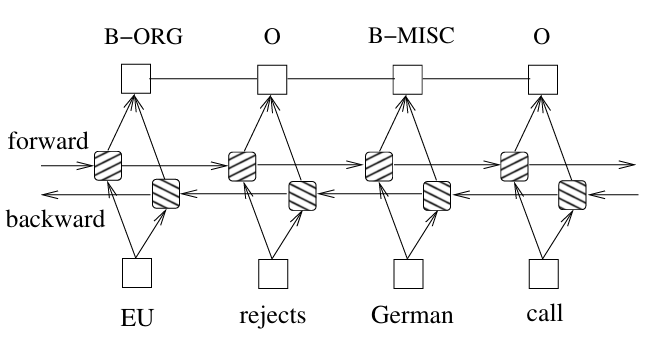 B−ORG O B−MISC O
forward
backward
EU rejects German call